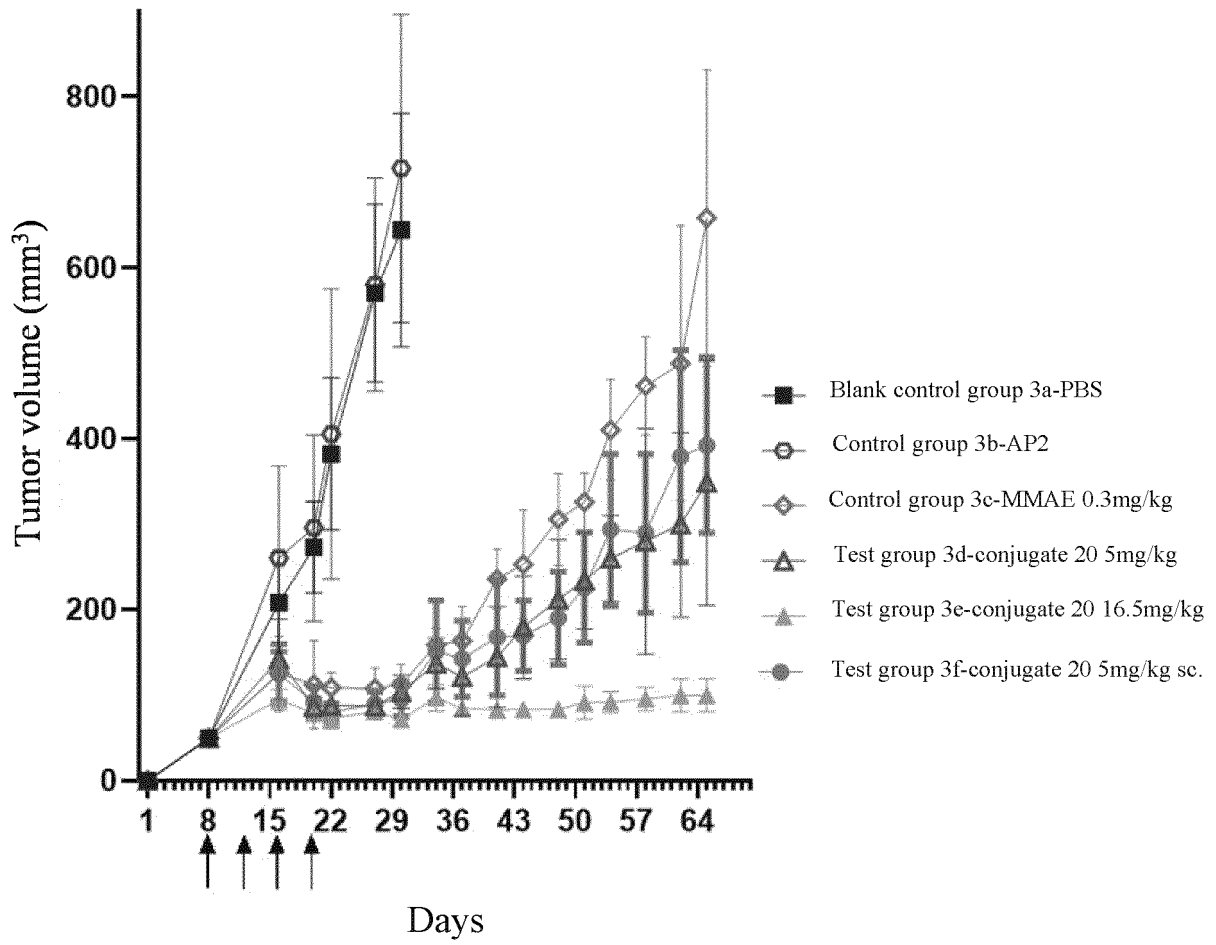 Tumor volume (mm³)
800
600
400
200
0
1 8 15 22 29 36 43 50 57 64
Days
Blank control group 3a-PBS
Control group 3b-AP2
Control group 3c-MMAE 0.3mg/kg
Test group 3d-conjugate 20 5mg/kg
Test group 3e-conjugate 20 16.5mg/kg
Test group 3f-conjugate 20 5mg/kg sc.